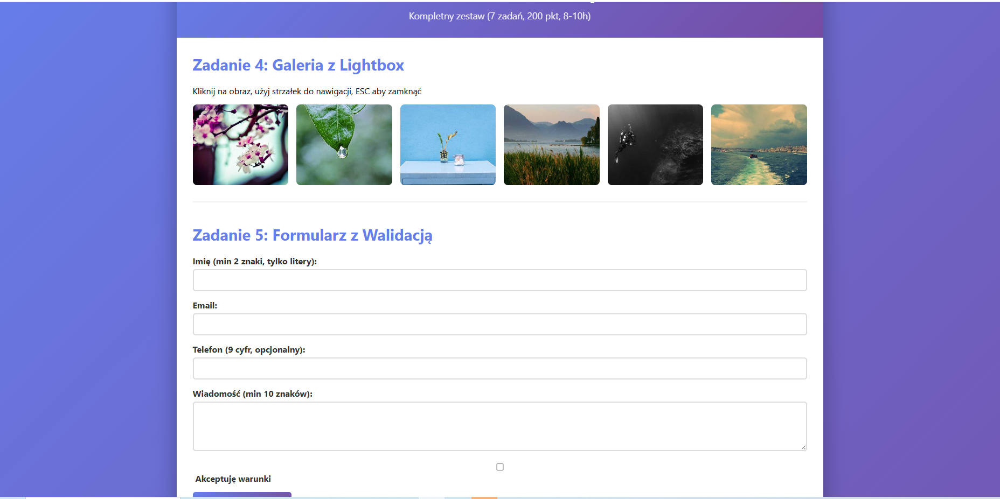 Kompletny zestaw (7 zadań, 200 pkt, 8-10h)
Zadanie 4: Galeria z Lightbox
Kliknij na obraz, użyj strzałek do nawigacji, ESC aby zamknąć
Zadanie 5: Formularz z Walidacją
Imię (min 2 znaki, tylko litery):
Email:
Telefon (9 cyfr, opcjonalny):
Wiadomość (min 10 znaków):
Akceptuję warunki